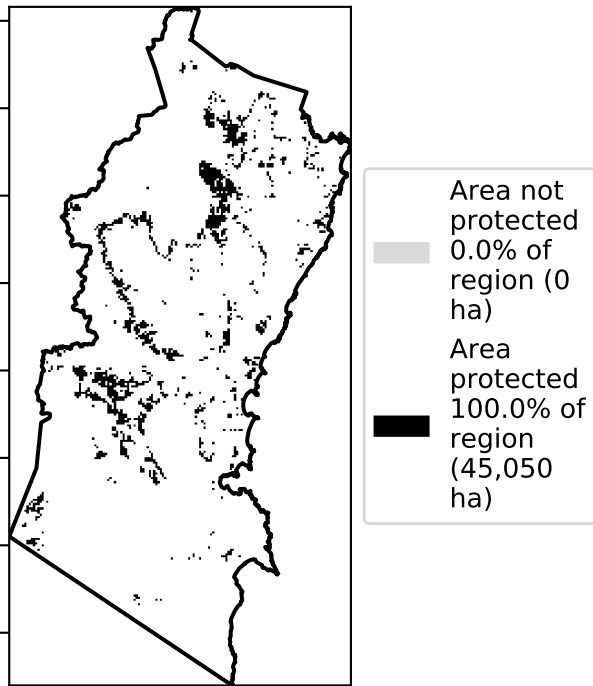 Area not
protected
0.0% of
region (0
ha)
Area
protected
100.0% of
region
(45,050
ha)